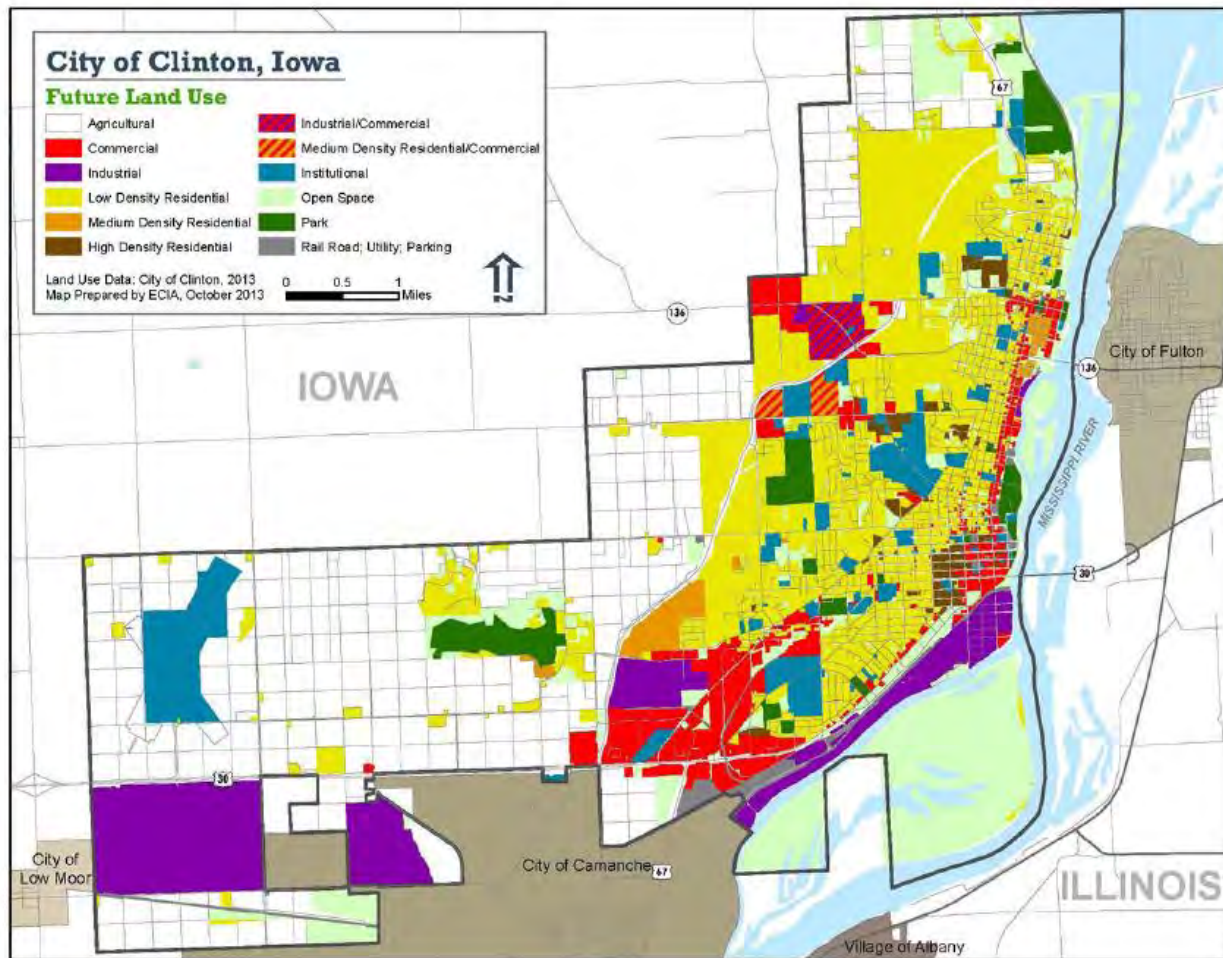 City of Clinton, Iowa
Future Land Use
Agricultural
Commercial
Industrial
Low Density Residential
Medium Density Residential
High Density Residential
Industrial/Commercial
Medium Density Residential/Commercial
Institutional
Open Space
Park
Rail Road; Utility; Parking
Land Use Data: City of Clinton, 2013
Map Prepared by ECIA, October 2013
0 0.5 1
Miles
N
67
136
IOWA
City of Fulton
136
MISSISSIPPI RIVER
30
30
City of
Low Moor
City of Camanche
67
ILLINOIS
Village of Albany